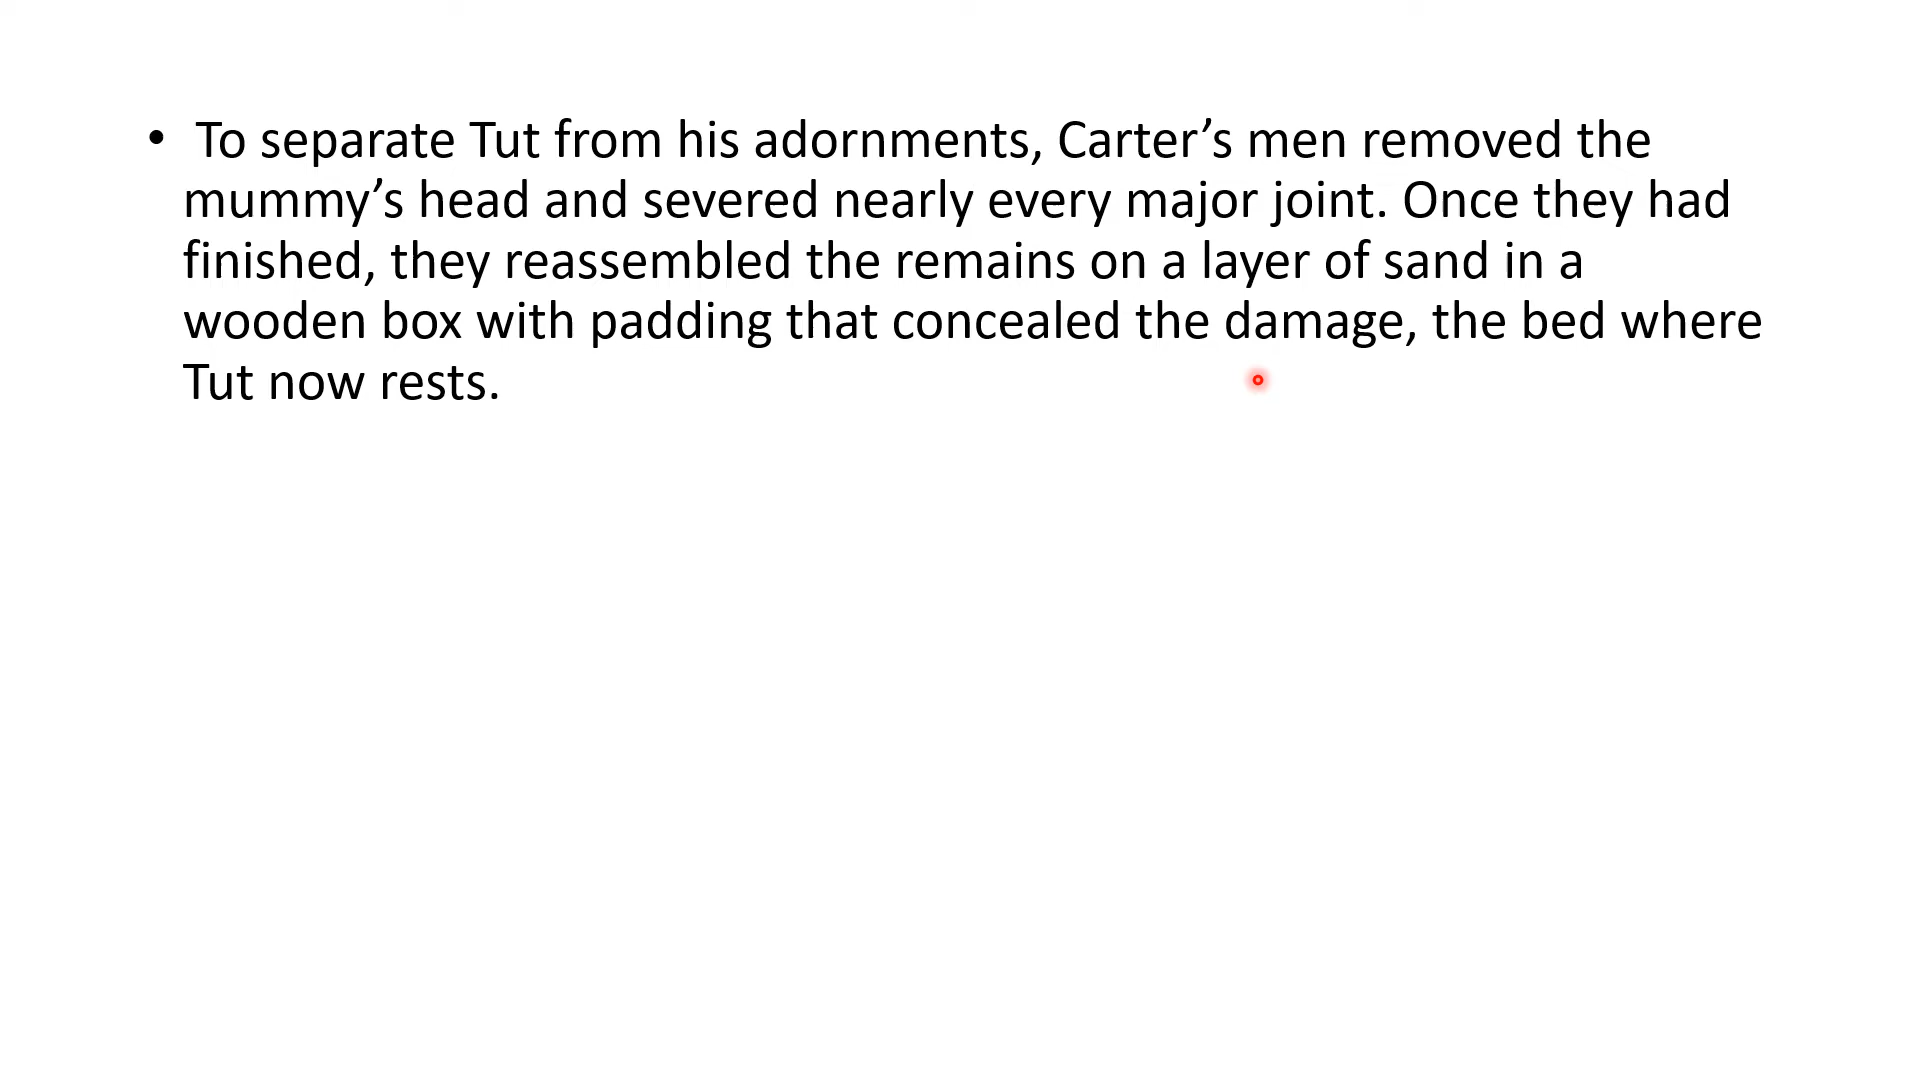 • To separate Tut from his adornments, Carter’s men removed the
mummy’s head and severed nearly every major joint. Once they had
finished, they reassembled the remains on a layer of sand in a
wooden box with padding that concealed the damage, the bed where
Tut now rests.